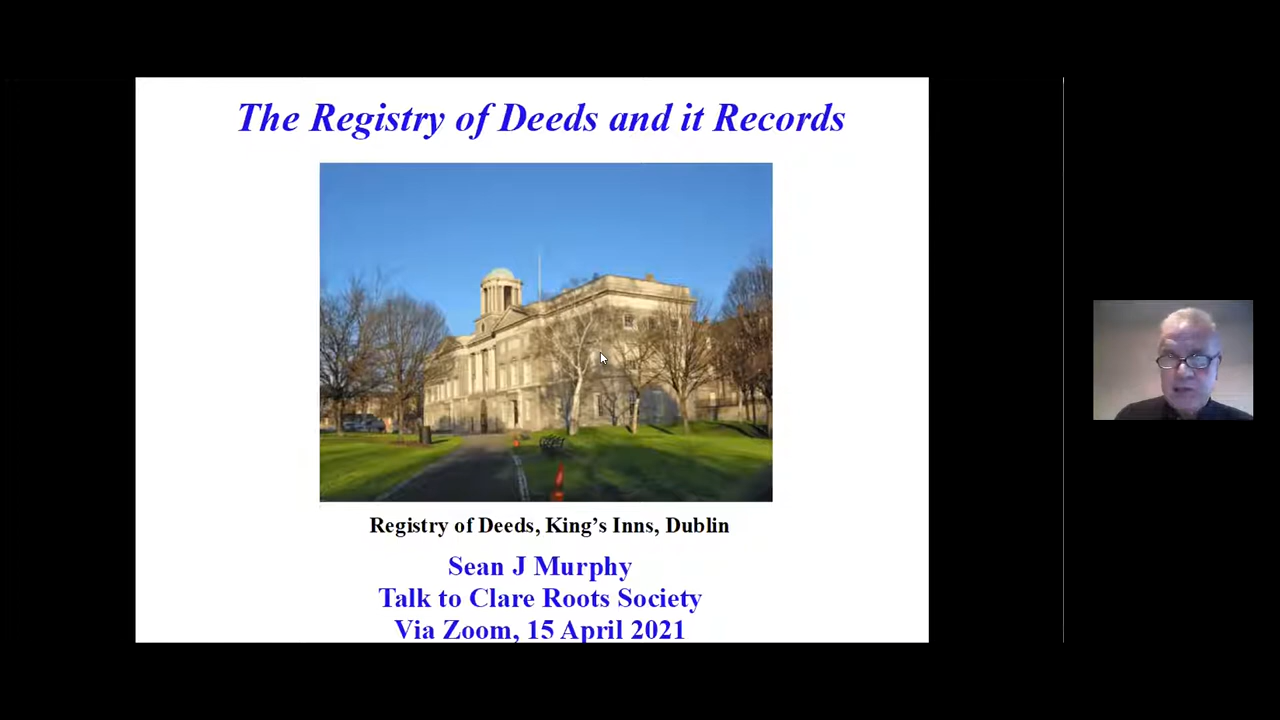 The Registry of Deeds and it Records
Registry of Deeds, King's Inns, Dublin
Sean J Murphy
Talk to Clare Roots Society
Via Zoom, 15 April 2021